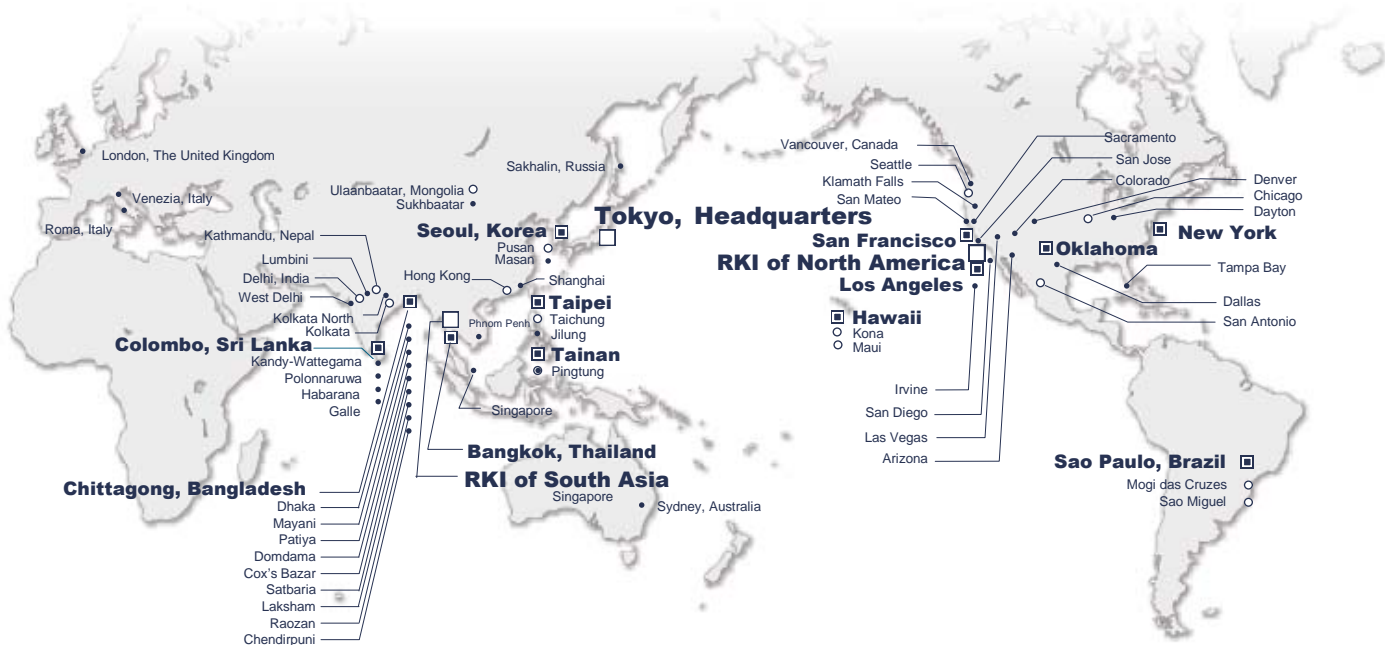 London, The United Kingdom
Venezia, Italy
Roma, Italy
Sakhalin, Russia
Ulaanbaatar, Mongolia
Sukhbaatar
Tokyo, Headquarters
Seoul, Korea
Pusan
Masan
Kathmandu, Nepal
Lumbini
Delhi, India
West Delhi
Kolkata North
Kolkata
Hong Kong
Shanghai
Taipei
Taichung
Jilung
Phnom Penh
Tainan
Pingtung
Colombo, Sri Lanka
Kandy-Wattegama
Polonnaruwa
Habarana
Galle
Singapore
Bangkok, Thailand
RKI of South Asia
Singapore
Sydney, Australia
Chittagong, Bangladesh
Dhaka
Mayani
Patiya
Domdama
Cox's Bazar
Satbaria
Laksham
Raozan
Chendirpuni
Vancouver, Canada
Seattle
Klamath Falls
San Mateo
San Francisco
RKI of North America
Los Angeles
Hawaii
Kona
Maui
Irvine
San Diego
Las Vegas
Arizona
Sacramento
San Jose
Colorado
Denver
Chicago
Dayton
New York
Oklahoma
Tampa Bay
Dallas
San Antonio
Sao Paulo, Brazil
Mogi das Cruzes
Sao Miguel